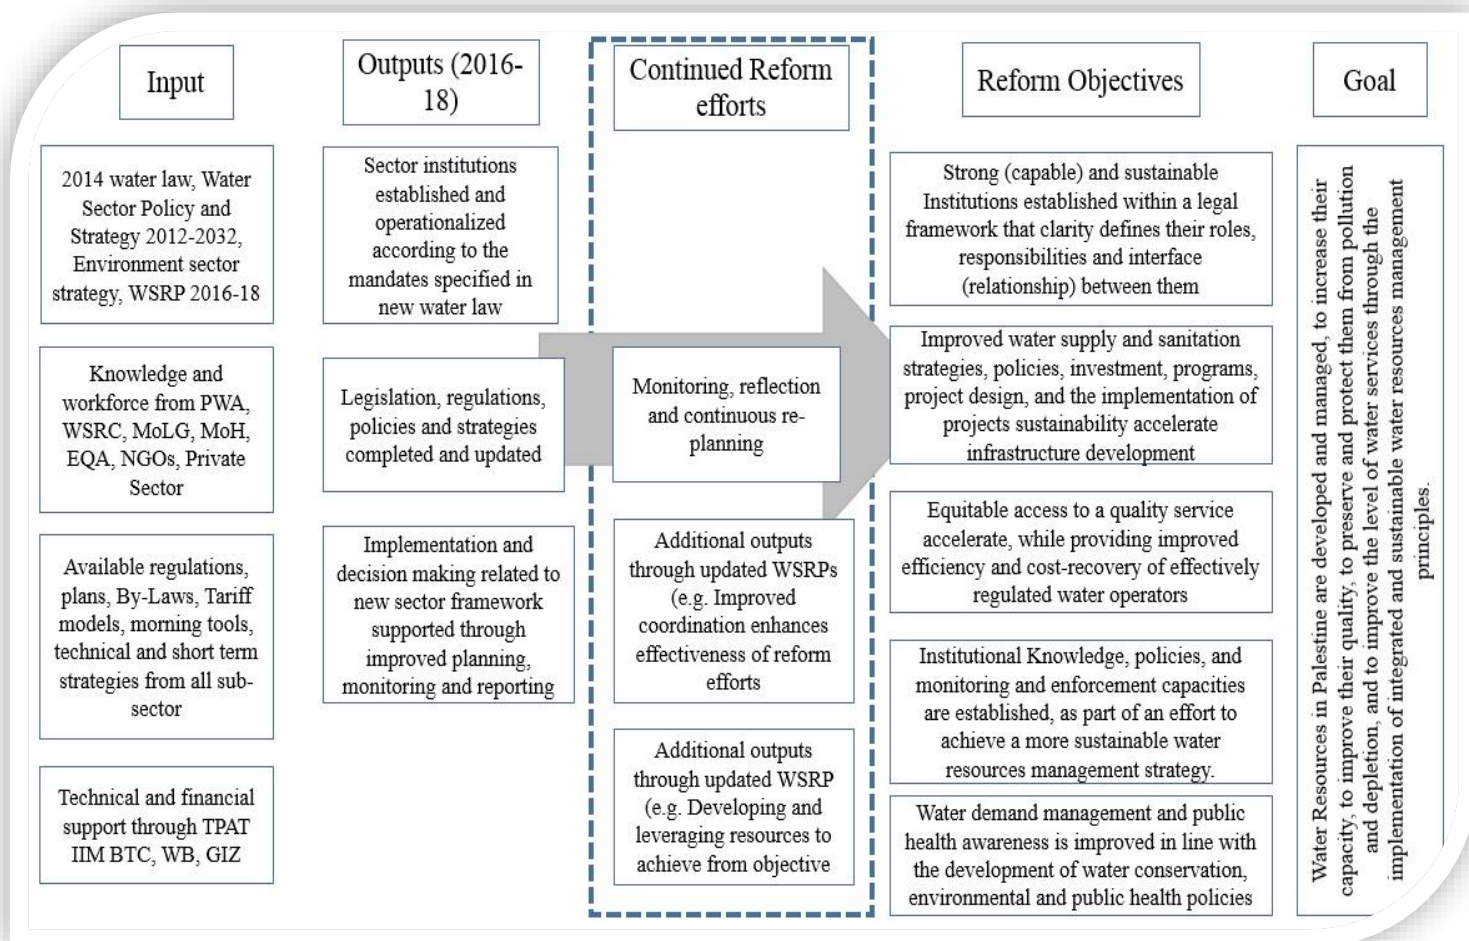 Input
2014 water law, Water
Sector Policy and
Strategy 2012-2032,
Environment sector
strategy, WSRP 2016-18
Knowledge and
workforce from PWA,
WSRC, MoLG, MoH,
EQA, NGOs, Private
Sector
Available regulations,
plans, By-Laws, Tariff
models, morning tools,
technical and short term
strategies from all sub-
sector
Technical and financial
support through TPAT
IIM BTC, WB, GIZ
Outputs (2016-
18)
Sector institutions
established and
operationalized
according to the
mandates specified in
new water law
Legislation, regulations,
policies and strategies
completed and updated
Implementation and
decision making related to
new sector framework
supported through
improved planning,
monitoring and reporting
Continued Reform
efforts
Monitoring, reflection
and continuous re-
planning
Additional outputs
through updated WSRPs
(e.g. Improved
coordination enhances
effectiveness of reform
efforts
Additional outputs
through updated WSRP
(e.g. Developing and
leveraging resources to
achieve from objective
Reform Objectives
Strong (capable) and sustainable
Institutions established within a legal
framework that clarity defines their roles,
responsibilities and interface
(relationship) between them
Improved water supply and sanitation
strategies, policies, investment, programs,
project design, and the implementation of
projects sustainability accelerate
infrastructure development
Equitable access to a quality service
accelerate, while providing improved
efficiency and cost-recovery of effectively
regulated water operators
Institutional Knowledge, policies, and
monitoring and enforcement capacities
are established, as part of an effort to
achieve a more sustainable water
resources management strategy.
Water demand management and public
health awareness is improved in line with
the development of water conservation,
environmental and public health policies
Goal
Water Resources in Palestine are developed and managed, to increase their
capacity, to improve their quality, to preserve and protect them from pollution
and depletion, and to improve the level of water services through the
implementation of integrated and sustainable water resources management
principles.